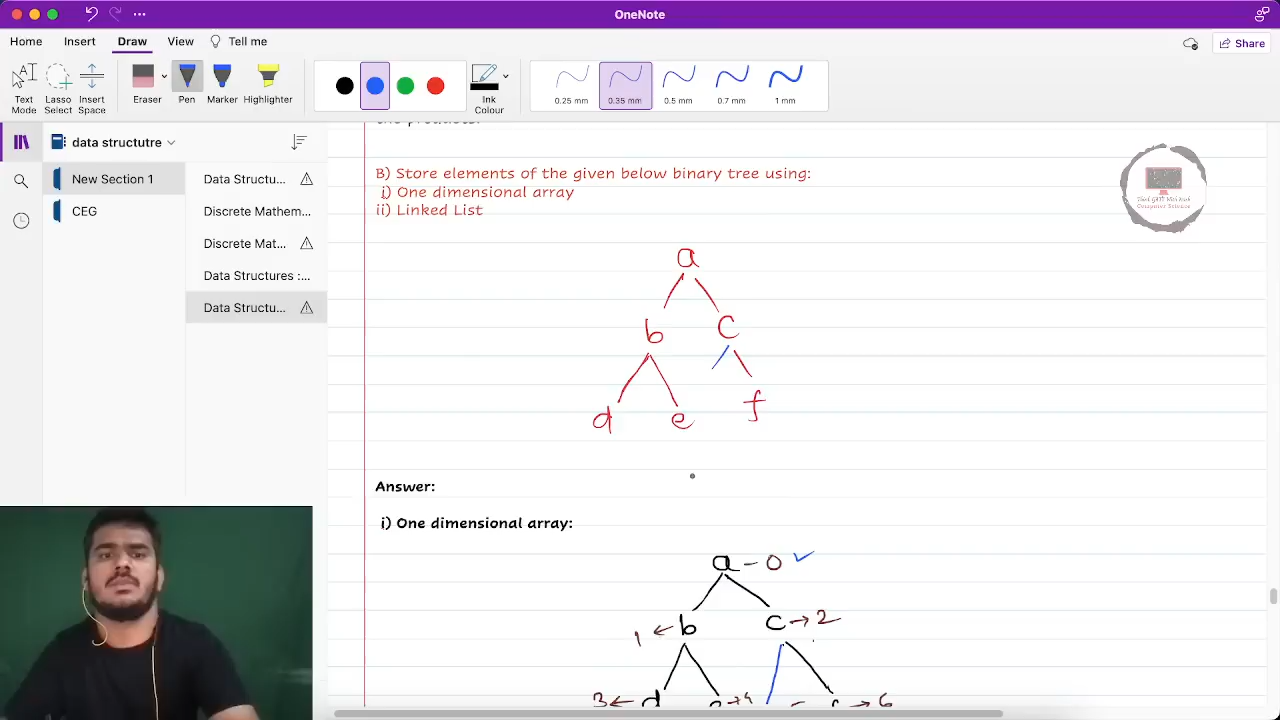 OneNote
Home Insert Draw View Tell me
Share
Text Mode
Lasso Select
Insert Space
Eraser
Pen
Marker
Highlighter
Ink Colour
0.25 mm
0.35 mm
0.5 mm
0.7 mm
1 mm
data structutre
New Section 1
CEG
Data Structu...
Discrete Mathem...
Discrete Mat...
Data Structures :...
Data Structu...
B) Store elements of the given below binary tree using:
i) One dimensional array
ii) Linked List
a
b c
d e f
Answer:
i) One dimensional array:
a - 0 ✓
1 ← b c → 2
3 ← d e → 4 6